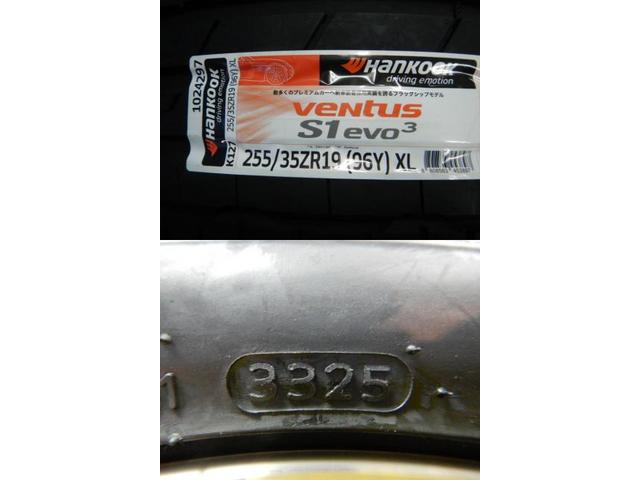 1024297
HANKOOK
driving emotion
255/35ZR19 (96Y) XL
K127
HANKOOK
driving emotion
ventus
S1 evo3
255/35ZR19 (96Y) XL
3325